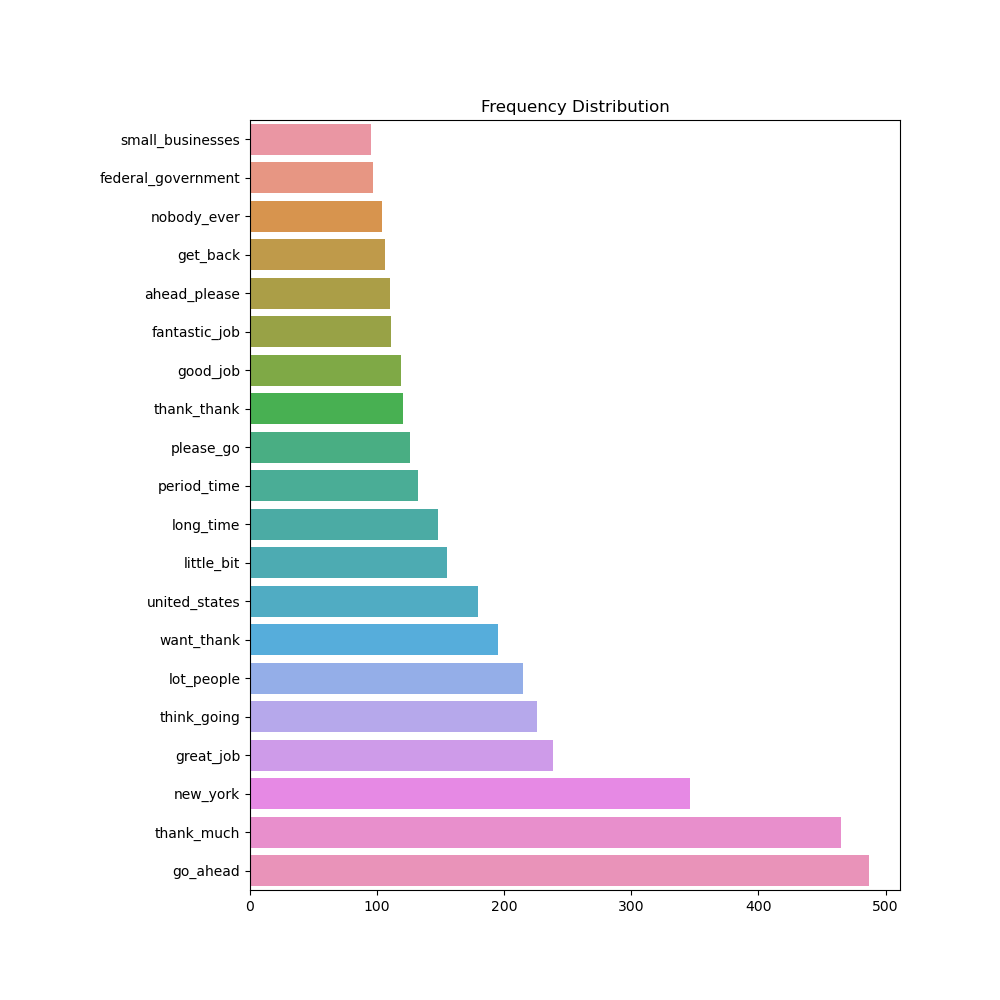 Frequency Distribution
small_businesses
federal_government
nobody_ever
get_back
ahead_please
fantastic_job
good_job
thank_thank
please_go
period_time
long_time
little_bit
united_states
want_thank
lot_people
think_going
great_job
new_york
thank_much
go_ahead
0 100 200 300 400 500